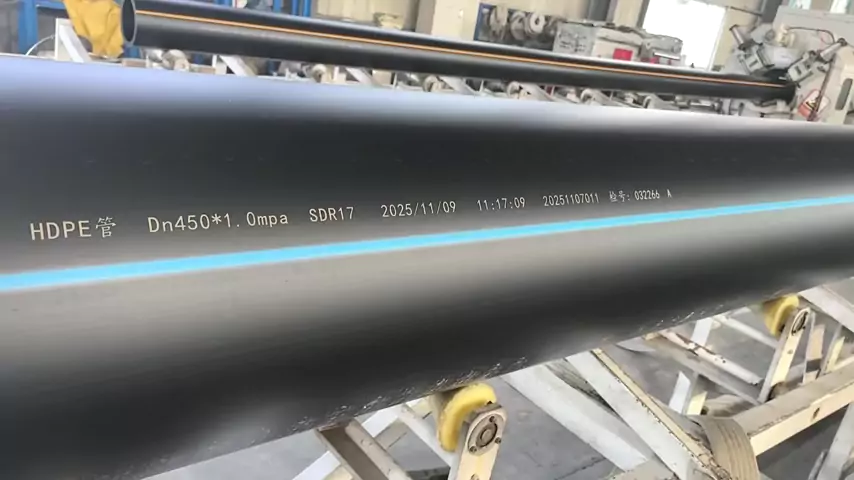 HDPE管 Dn450*1.0mpa SDR17 2025/11/09 11:17:09 20251107011 检号: 032266 A